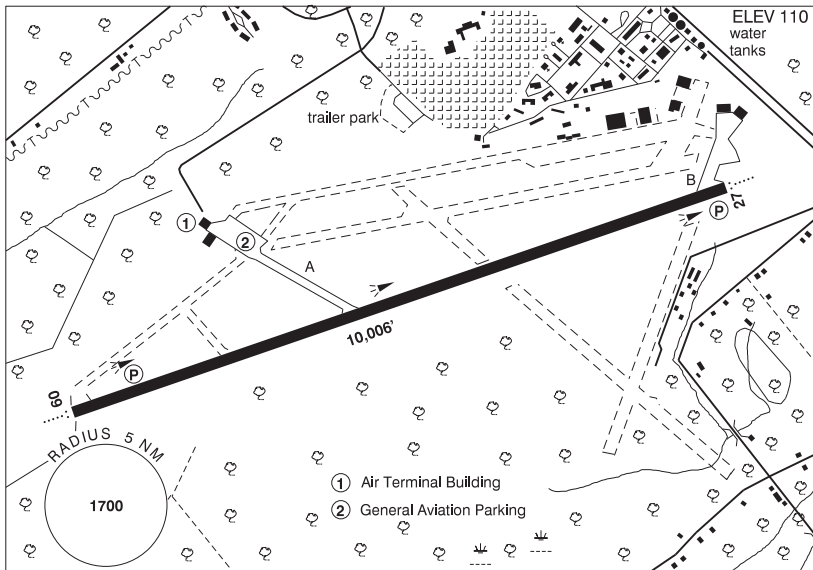 ELEV 110
water
tanks
trailer park
B
27
P
1
2
A
10,006'
P
09
RADIUS 5 NM
1700
1 Air Terminal Building
2 General Aviation Parking